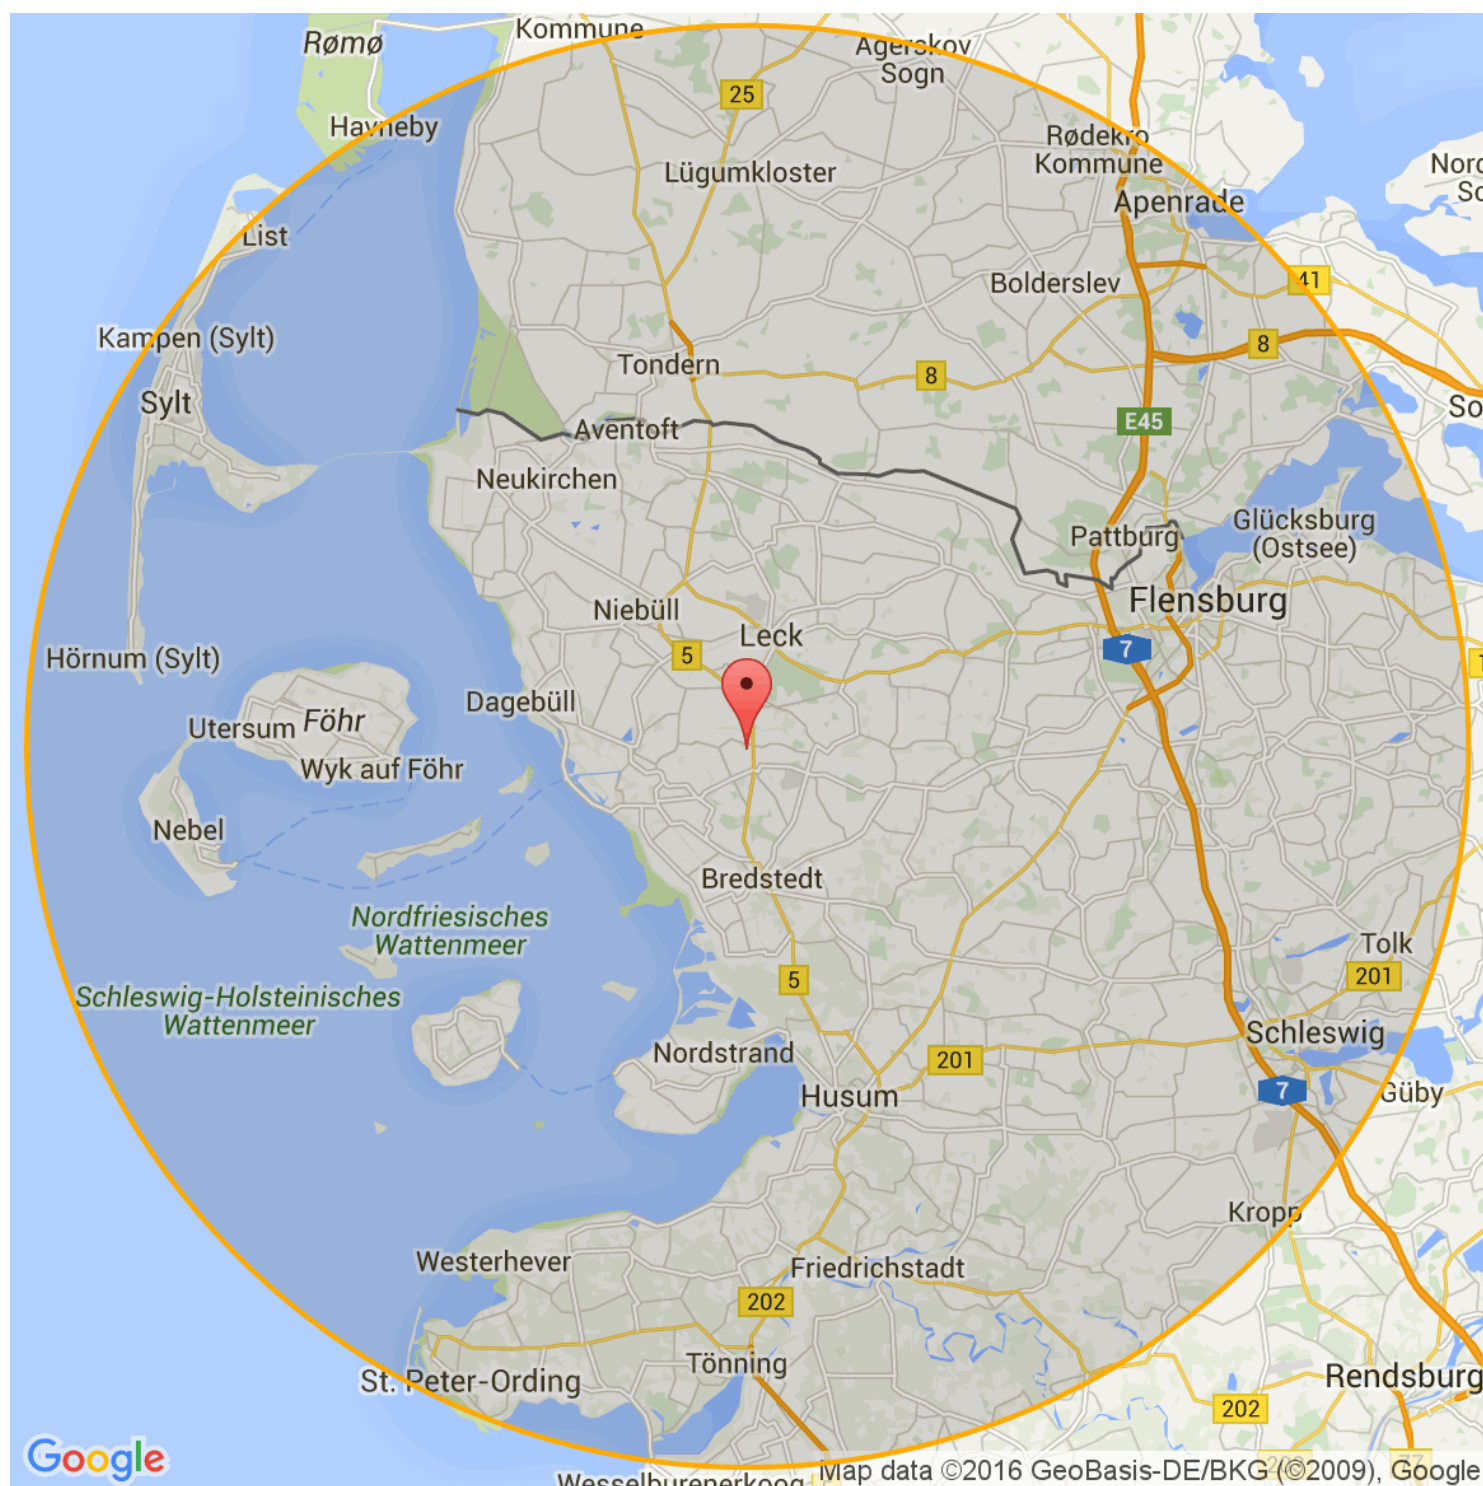 Kommune
Rømø
Agerskov
Sogn
25
Havneby
Rødekro
Kommune
Lügumkloster
Apenrade
List
Bolderslev
41
Kampen (Sylt)
8
Tondern
8
Sylt
E45
Aventoft
Neukirchen
Glücksburg
(Ostsee)
Pattburg
Flensburg
Niebüll
Leck
7
5
Hörnum (Sylt)
Dagebüll
Utersum
Föhr
Wyk auf Föhr
Nebel
Bredstedt
Nordfriesisches
Wattenmeer
Tolk
201
5
Schleswig-Holsteinisches
Wattenmeer
Schleswig
Nordstrand
201
7
Güby
Husum
Kropp
Westerhever
Friedrichstadt
202
Tönning
St. Peter-Ording
Rendsburg
202
Google
Map data ©2016 GeoBasis-DE/BKG (©2009), Google
Wesselburenerkoog
77